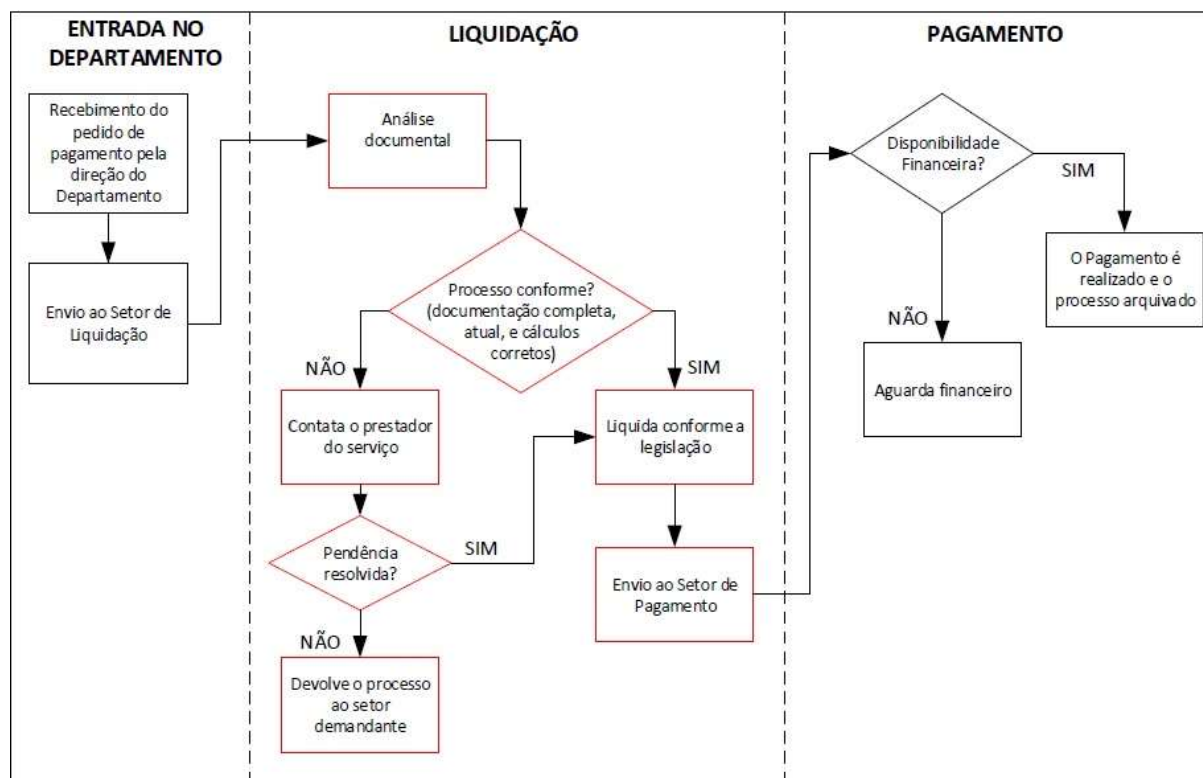 ENTRADA NO
DEPARTAMENTO
Recebimento do
pedido de
pagamento pela
direção do
Departamento
Envio ao Setor de
Liquidação
LIQUIDAÇÃO
Análise
documental
Processo conforme?
(documentação completa,
atual, e cálculos
corretos)
NÃO
SIM
Contata o prestador
do serviço
Liquida conforme a
legislação
Pendência
resolvida?
SIM
NÃO
Envio ao Setor de
Pagamento
Devolve o processo
ao setor
demandante
PAGAMENTO
Disponibilidade
Financeira?
SIM
O Pagamento é
realizado e o
processo arquivado
NÃO
Aguarda financeiro